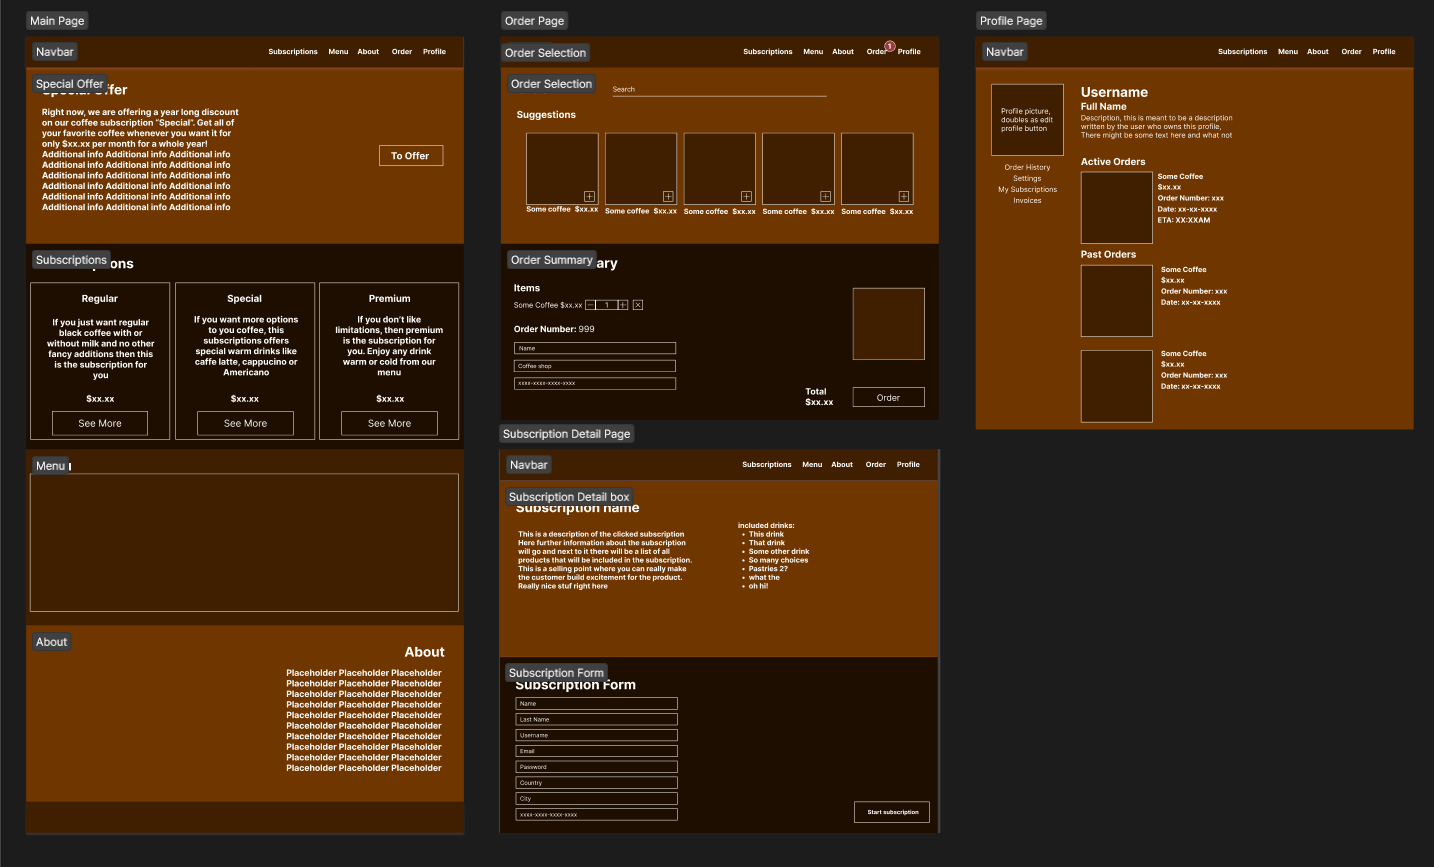 Main Page
Navbar
Subscriptions Menu About Order Profile
Special Offer
Special Offer
Right now, we are offering a year long discount
on our coffee subscription "Special". Get all of
your favorite coffee whenever you want it for
only $xx.xx per month for a whole year!
Additional info Additional info Additional info
Additional info Additional info Additional info
Additional info Additional info Additional info
Additional info Additional info Additional info
Additional info Additional info Additional info
Additional info Additional info Additional info
To Offer
Subscriptions
Regular
If you just want regular
black coffee with or
without milk and no other
fancy additions then this
is the subscription for
you
$xx.xx
See More
Special
If you want more options
to you coffee, this
subscriptions offers
special warm drinks like
caffe latte, cappucino or
Americano
$xx.xx
See More
Premium
If you don't like
limitations, then premium
is the subscription for
you. Enjoy any drink
warm or cold from our
menu
$xx.xx
See More
Menu
About
About
Placeholder Placeholder Placeholder
Placeholder Placeholder Placeholder
Placeholder Placeholder Placeholder
Placeholder Placeholder Placeholder
Placeholder Placeholder Placeholder
Placeholder Placeholder Placeholder
Placeholder Placeholder Placeholder
Placeholder Placeholder Placeholder
Placeholder Placeholder Placeholder
Placeholder Placeholder Placeholder
Order Page
Order Selection
Subscriptions Menu About Order 1 Profile
Order Selection
Search
Suggestions
Some coffee $xx.xx
Some coffee $xx.xx
Some coffee $xx.xx
Some coffee $xx.xx
Some coffee $xx.xx
Order Summary
Items
Some Coffee $xx.xx 1
Order Number: 999
Name
Coffee shop
xxxx-xxxx-xxxx-xxxx
Total
$xx.xx
Order
Subscription Detail Page
Navbar
Subscriptions Menu About Order Profile
Subscription Detail box
Subscription name
This is a description of the clicked subscription
Here further information about the subscription
will go and next to it there will be a list of all
products that will be included in the subscription.
This is a selling point where you can really make
the customer build excitement for the product.
Really nice stuf right here
included drinks:
• This drink
• That drink
• Some other drink
• So many choices
• Pastries 2?
• what the
• oh hi!
Subscription Form
Subscription Form
Name
Last Name
Username
Email
Password
Country
City
xxxx-xxxx-xxxx-xxxx
Start subscription
Profile Page
Navbar
Subscriptions Menu About Order Profile
Profile picture,
doubles as edit
profile button
Order History
Settings
My Subscriptions
Invoices
Username
Full Name
Description, this is meant to be a description
written by the user who owns this profile,
There might be some text here and what not
Active Orders
Some Coffee
$xx.xx
Order Number: xxx
Date: xx-xx-xxxx
ETA: XX:XXAM
Past Orders
Some Coffee
$xx.xx
Order Number: xxx
Date: xx-xx-xxxx
Some Coffee
$xx.xx
Order Number: xxx
Date: xx-xx-xxxx